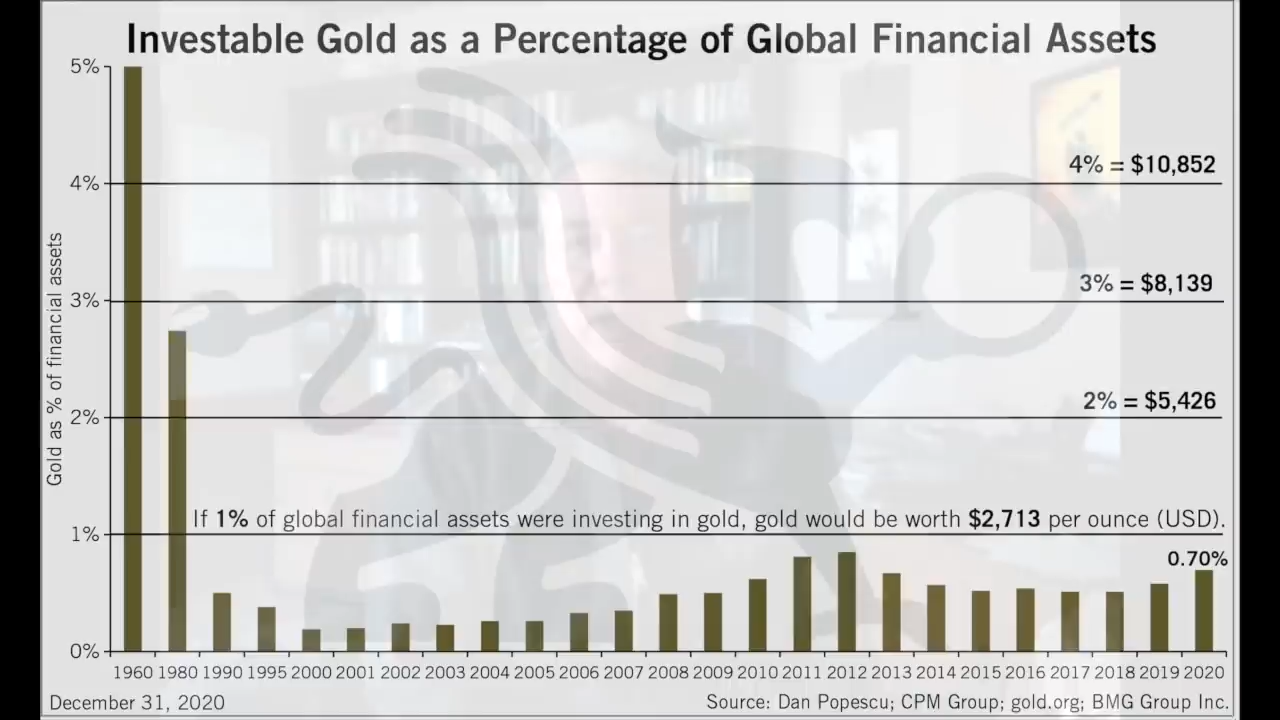 Investable Gold as a Percentage of Global Financial Assets
5%
4% = $10,852
4%
3% = $8,139
3%
2% = $5,426
2%
If 1% of global financial assets were investing in gold, gold would be worth $2,713 per ounce (USD).
1%
0.70%
0%
Gold as % of financial assets
1960 1980 1990 1995 2000 2001 2002 2003 2004 2005 2006 2007 2008 2009 2010 2011 2012 2013 2014 2015 2016 2017 2018 2019 2020
December 31, 2020
Source: Dan Popescu; CPM Group; gold.org; BMG Group Inc.